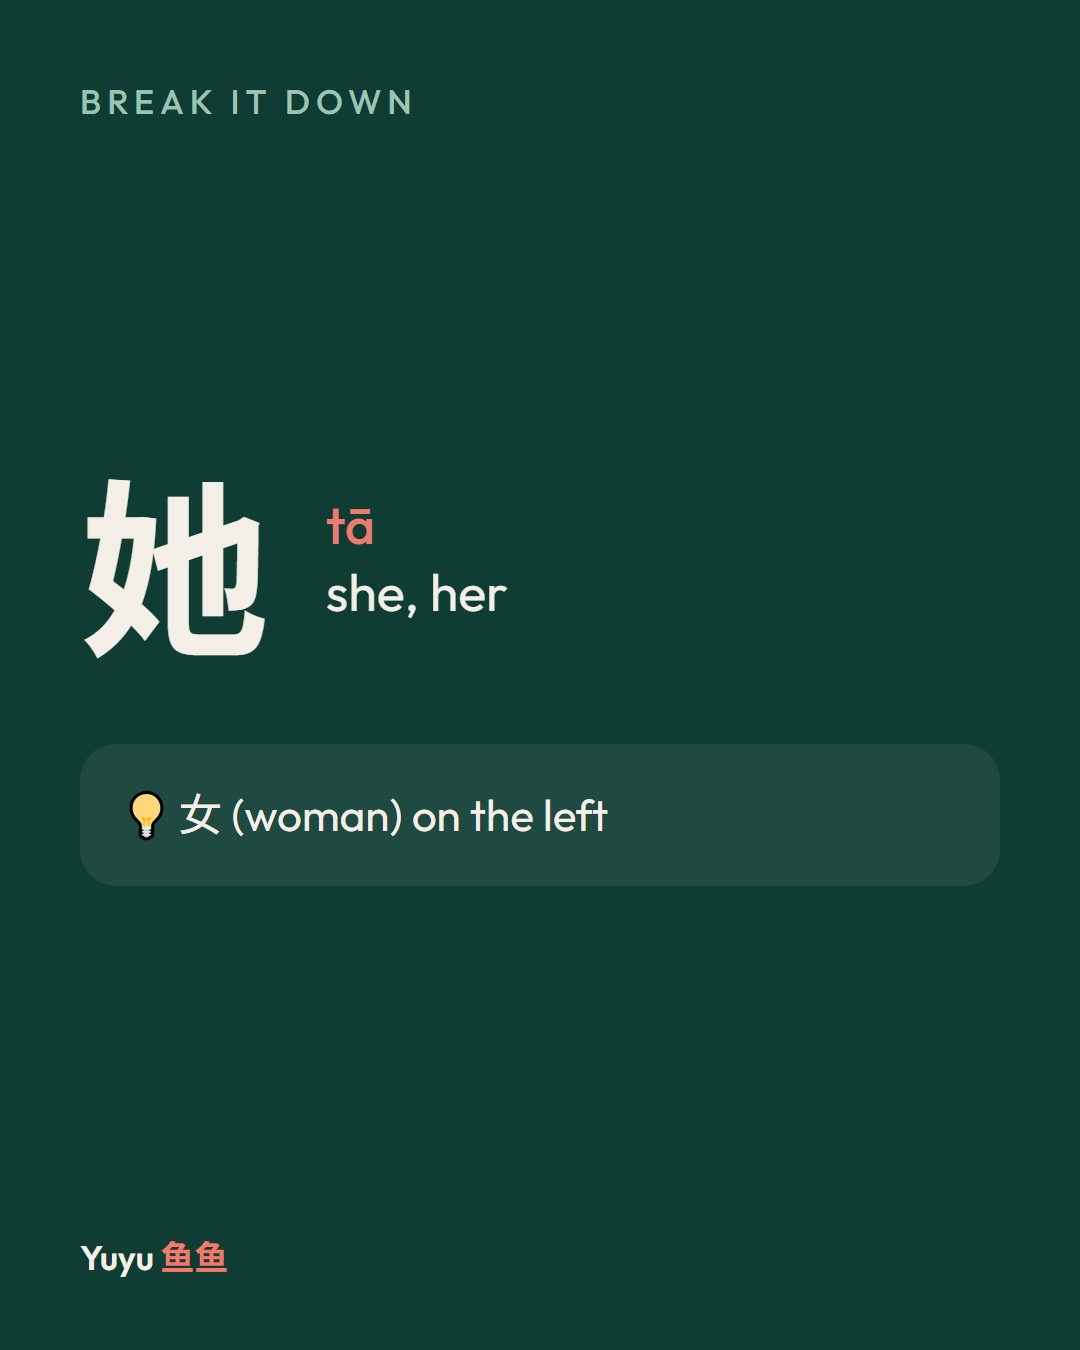 BREAK IT DOWN
她
tā
she, her
💡 女 (woman) on the left
Yuyu 鱼鱼